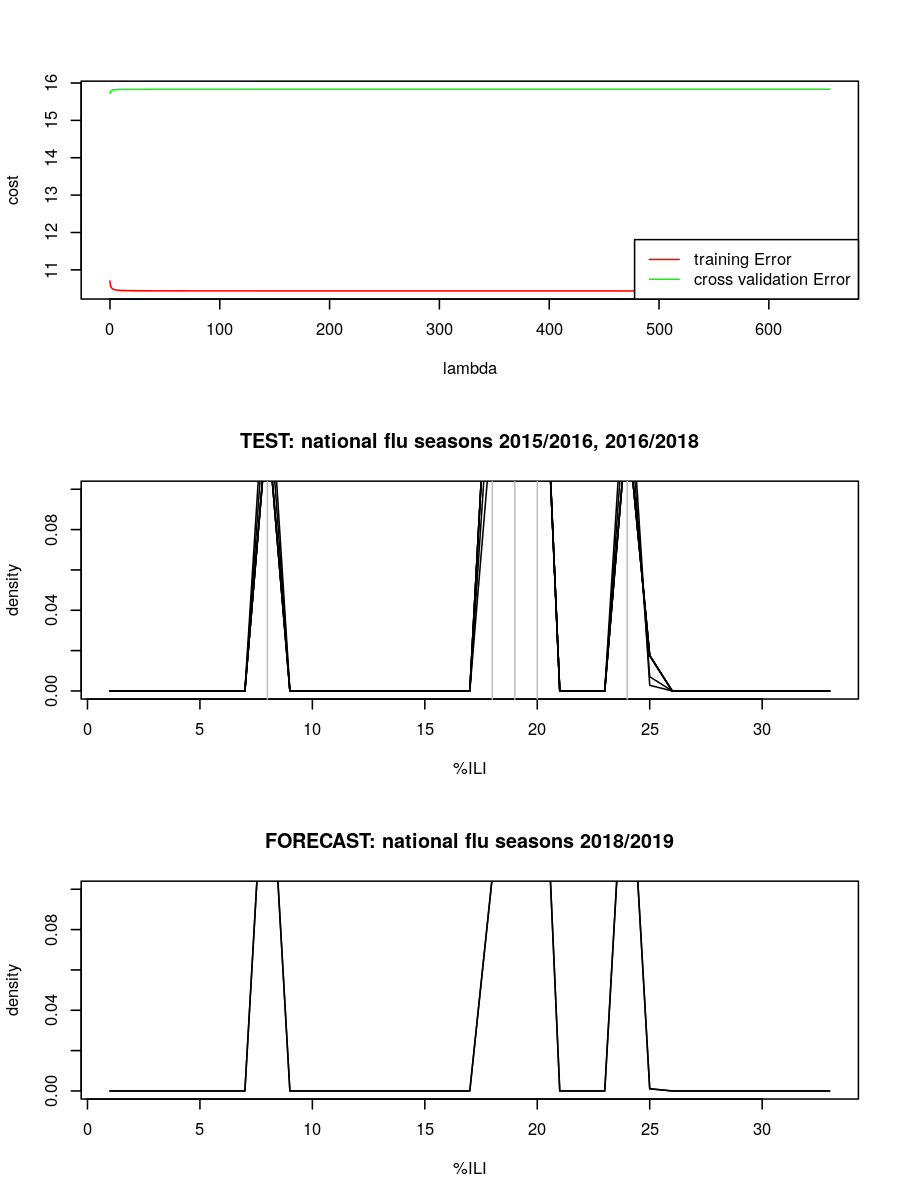 16
15
14
13
12
11
cost
training Error
cross validation Error
0 100 200 300 400 500 600
lambda
TEST: national flu seasons 2015/2016, 2016/2018
0.08
0.04
0.00
density
0 5 10 15 20 25 30
%ILI
FORECAST: national flu seasons 2018/2019
0.08
0.04
0.00
density
0 5 10 15 20 25 30
%ILI